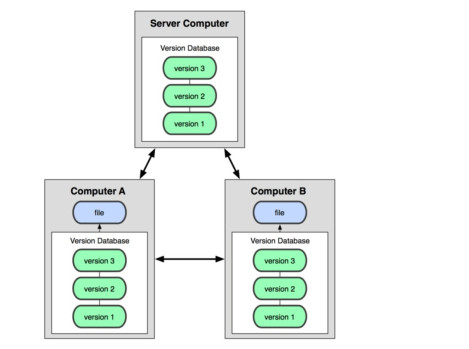 Server Computer
Version Database
version 3
version 2
version 1
Computer A
file
Version Database
version 3
version 2
version 1
Computer B
file
Version Database
version 3
version 2
version 1